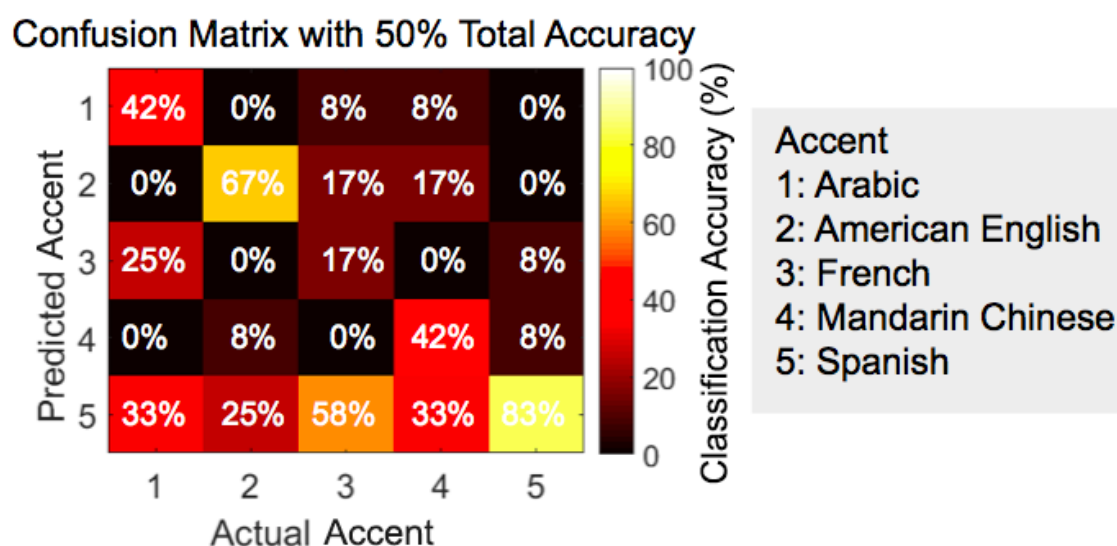 Confusion Matrix with 50% Total Accuracy
Predicted Accent
1 42% 0% 8% 8% 0%
2 0% 67% 17% 17% 0%
3 25% 0% 17% 0% 8%
4 0% 8% 0% 42% 8%
5 33% 25% 58% 33% 83%
1 2 3 4 5
Actual Accent
100
80
60
40
20
0
Classification Accuracy (%)
Accent
1: Arabic
2: American English
3: French
4: Mandarin Chinese
5: Spanish